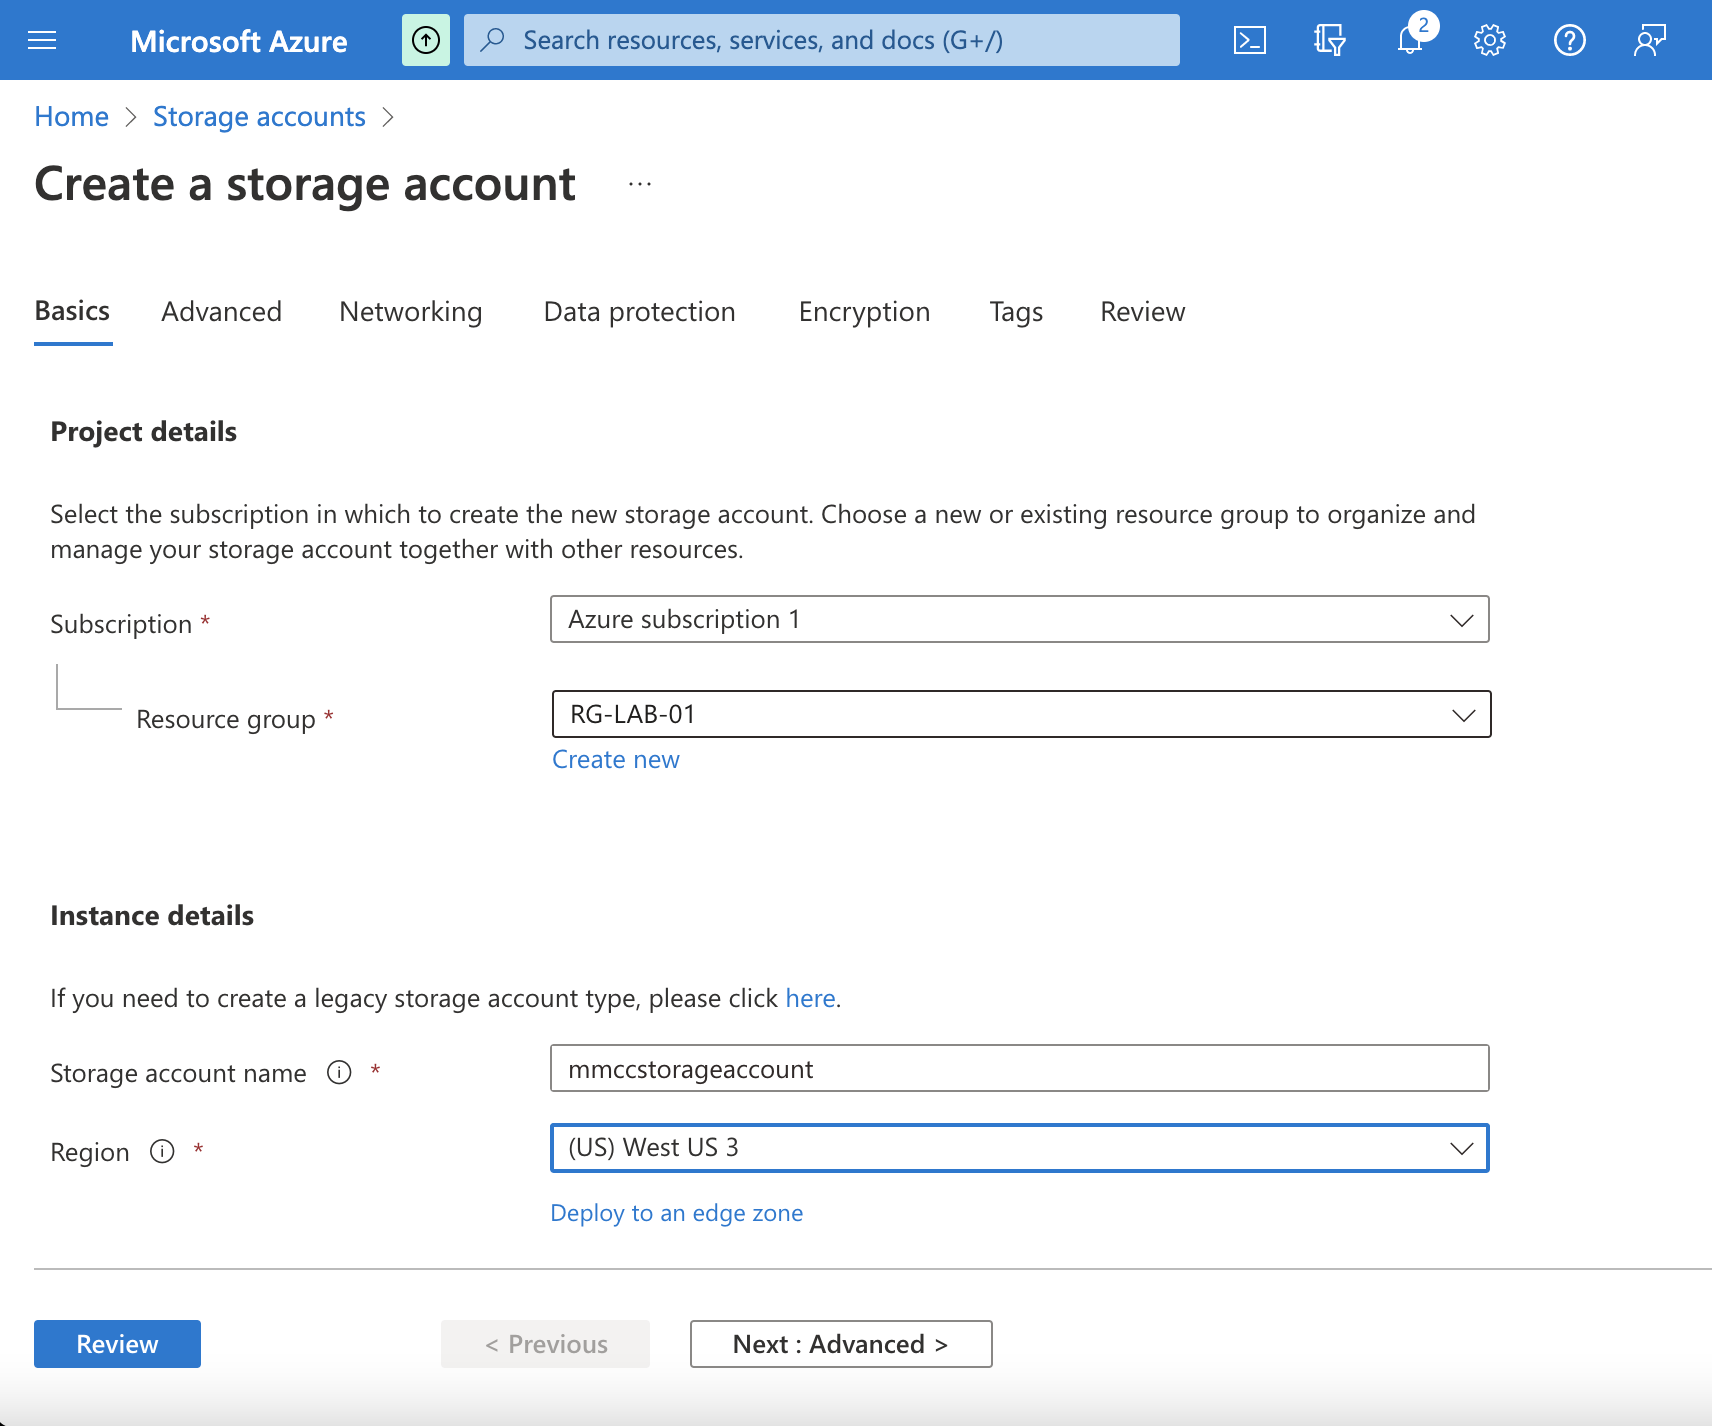 Microsoft Azure
Search resources, services, and docs (G+/)
2
Home > Storage accounts >
Create a storage account ...
Basics Advanced Networking Data protection Encryption Tags Review
Project details
Select the subscription in which to create the new storage account. Choose a new or existing resource group to organize and
manage your storage account together with other resources.
Subscription *
Azure subscription 1
Resource group *
RG-LAB-01
Create new
Instance details
If you need to create a legacy storage account type, please click here.
Storage account name *
mmccstorageaccount
Region *
(US) West US 3
Deploy to an edge zone
Review
< Previous
Next : Advanced >